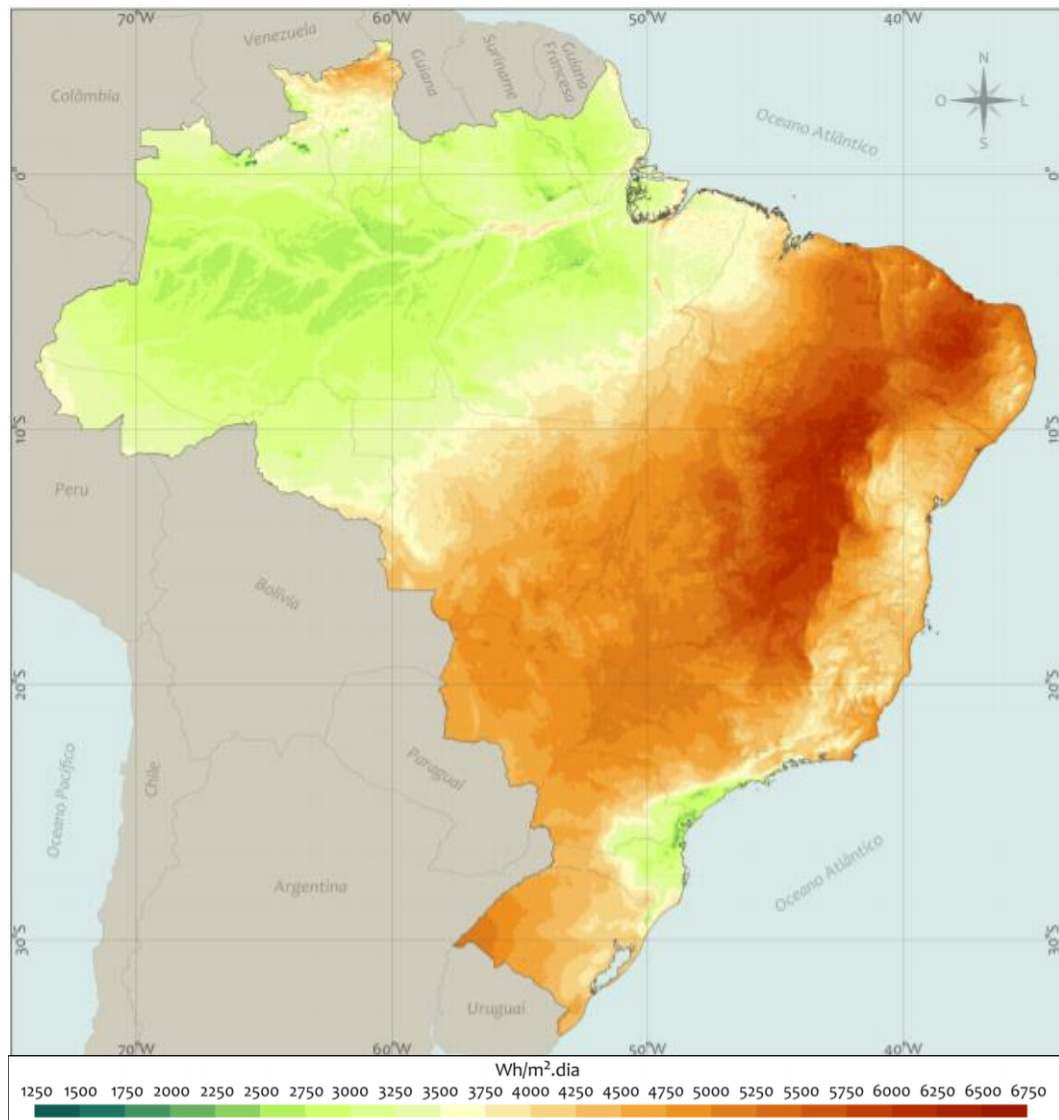 70°W
60°W
50°W
40°W
Venezuela
Guiana
Suriname
Guiana
Francesa
Colômbia
N
O
L
S
Oceano Atlântico
0°
0°
10°S
10°S
Peru
Bolívia
20°S
20°S
Paraguai
Chile
Oceano Pacífico
Oceano Atlântico
Argentina
30°S
30°S
Uruguai
70°W
60°W
50°W
40°W
Wh/m².dia
1250 1500 1750 2000 2250 2500 2750 3000 3250 3500 3750 4000 4250 4500 4750 5000 5250 5500 5750 6000 6250 6500 6750